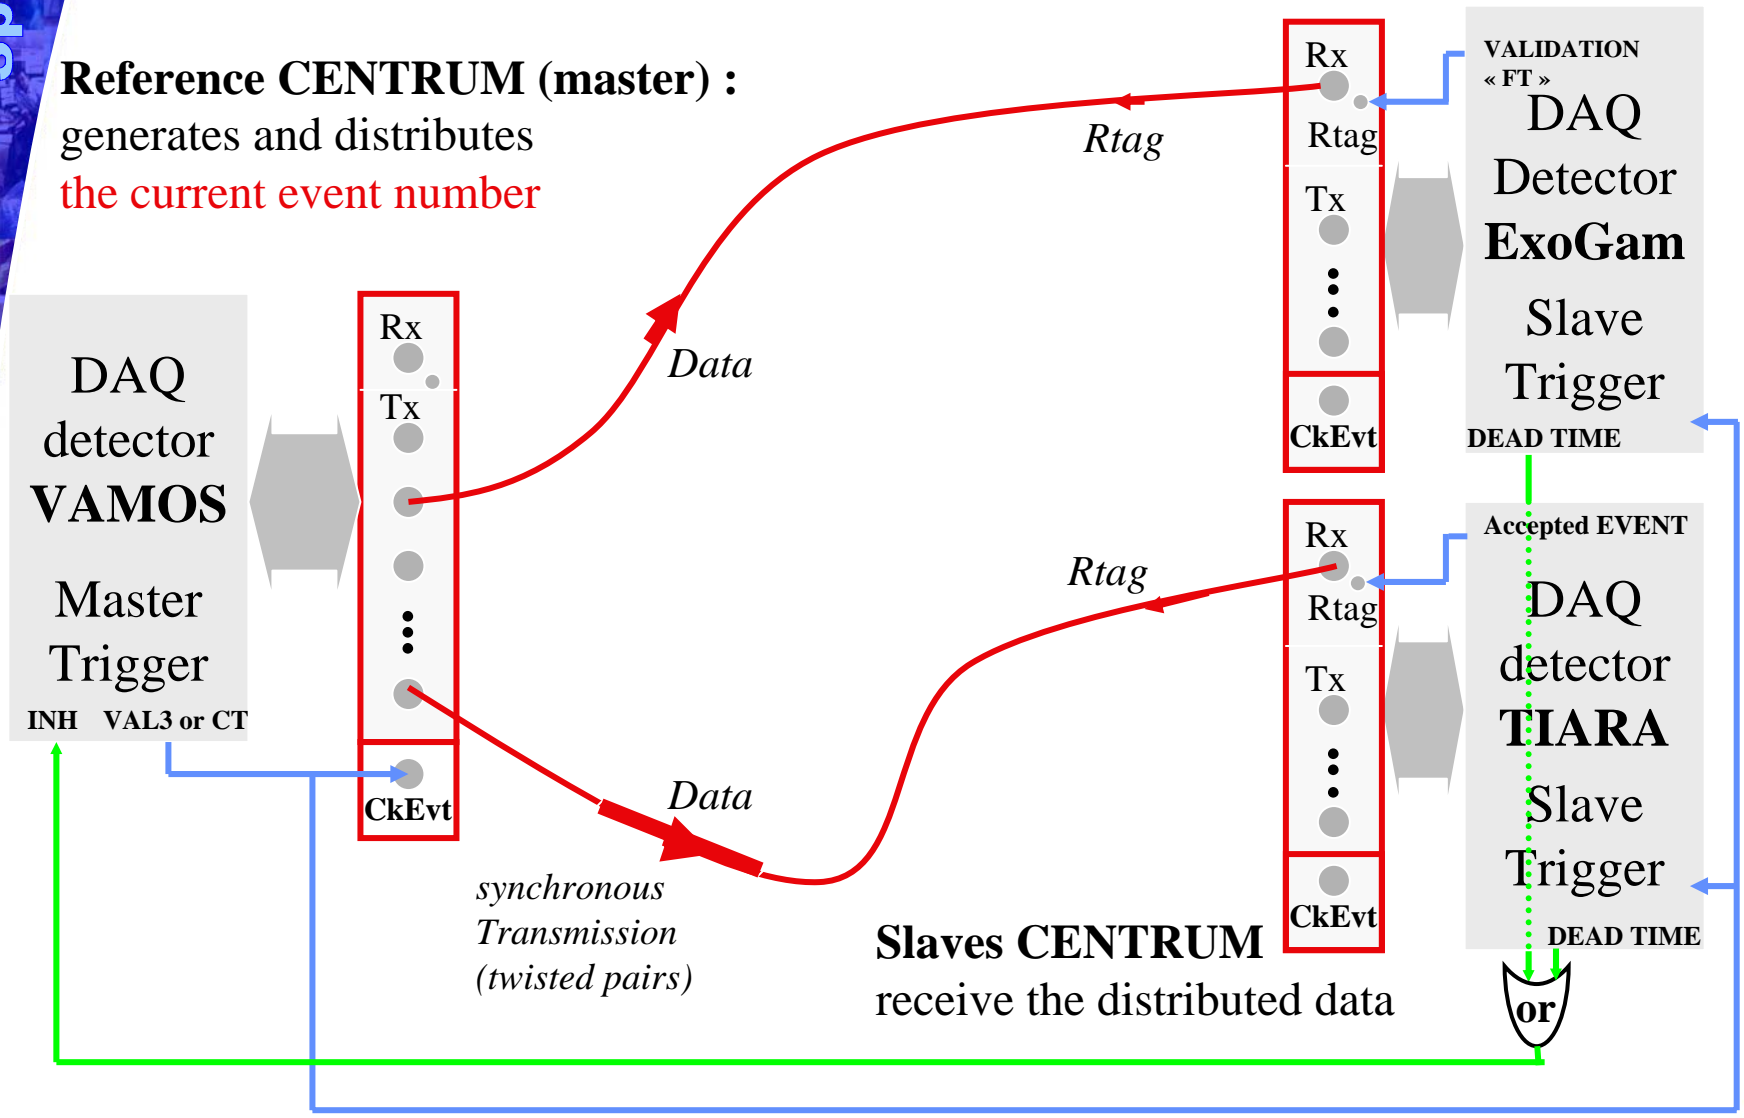 Reference CENTRUM (master) :
generates and distributes
the current event number
DAQ
detector
VAMOS
Master
Trigger
INH VAL3 or CT
Rx
Tx
CkEvt
Data
Rtag
Data
Rtag
synchronous
Transmission
(twisted pairs)
Slaves CENTRUM
receive the distributed data
Rx
Rtag
Tx
CkEvt
VALIDATION
« FT »
DAQ
Detector
ExoGam
Slave
Trigger
DEAD TIME
Rx
Rtag
Tx
CkEvt
Accepted EVENT
DAQ
detector
TIARA
Slave
Trigger
DEAD TIME
or